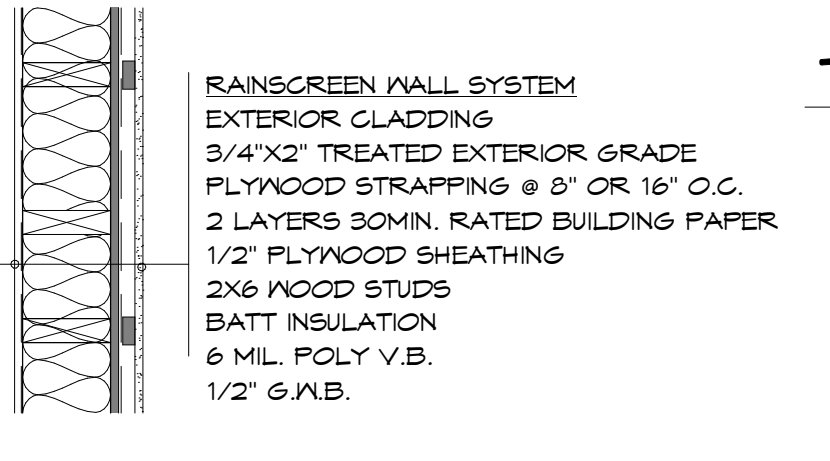 RAINSCREEN WALL SYSTEM
EXTERIOR CLADDING
3/4"X2" TREATED EXTERIOR GRADE
PLYWOOD STRAPPING @ 8" OR 16" O.C.
2 LAYERS 30MIN. RATED BUILDING PAPER
1/2" PLYWOOD SHEATHING
2X6 WOOD STUDS
BATT INSULATION
6 MIL. POLY V.B.
1/2" G.W.B.